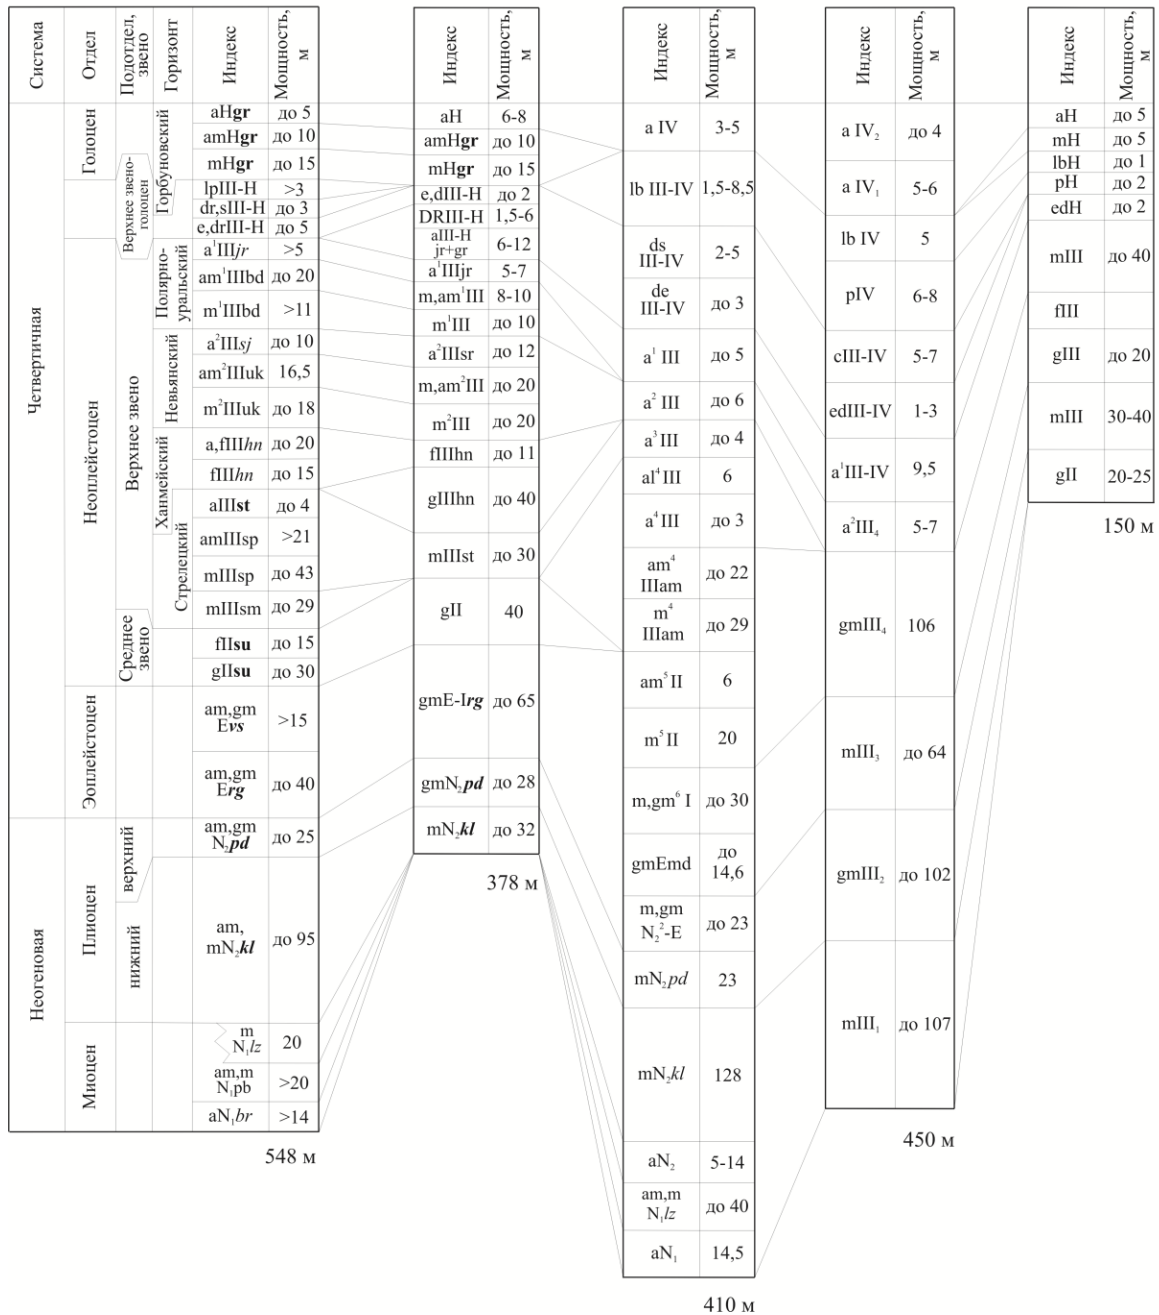 Система
Отдел
Подотдел,
звено
Горизонт
Индекс
Мощность,
м
Четвертичная
Неогеновая
Голоцен
Неоплейстоцен
Эоплейстоцен
Плиоцен
Миоцен
Верхнее звено-
голоцен
Верхнее звено
Среднее
звено
верхний
нижний
Горбуновский
Полярно-
уральский
Невьянский
Ханмейский
Стрелецкий
aHgr до 5
amHgr до 10
mHgr до 15
lpIII-H >3
dr,sIII-H до 3
e,drIII-H до 5
a¹IIIjr >5
am¹IIIbd до 20
m¹IIIbd >11
a²IIIsj до 10
am²IIIuk 16,5
m²IIIuk до 18
a,fIIIhn до 20
fIIIhn до 15
aIIIst до 4
amIIIsp >21
mIIIsp до 43
mIIIsm до 29
fIIsu до 15
gIIsu до 30
am,gm
Evs >15
am,gm
Erg до 40
am,gm
N₂pd до 25
am,
mN₂kl до 95
m
N₁lz 20
am,m
N₁pb >20
aN₁br >14
548 м
Индекс
Мощность,
м
aH 6-8
amHgr до 10
mHgr до 15
e,dIII-H до 2
DRIII-H 1,5-6
aIII-H
jr+gr 6-12
a¹IIIjr 5-7
m,am¹III 8-10
m¹III до 10
a²IIIsr до 12
m,am²III до 20
m²III до 20
fIIIhn до 11
gIIIhn до 40
mIIIst до 30
gII 40
gmE-Irg до 65
gmN₂pd до 28
mN₂kl до 32
378 м
Индекс
Мощность,
м
a IV 3-5
lb III-IV 1,5-8,5
ds
III-IV 2-5
de
III-IV до 3
a¹ III до 5
a² III до 6
a³ III до 4
al⁴ III 6
a⁴ III до 3
am⁴
IIIam до 22
m⁴
IIIam до 29
am⁵ II 6
m⁵ II 20
m,gm⁶ I до 30
gmEmd до
14,6
m,gm
N₂²-E до 23
mN₂pd 23
mN₂kl 128
aN₂ 5-14
am,m
N₁lz до 40
aN₁ 14,5
410 м
Индекс
Мощность,
м
a IV₂ до 4
a IV₁ 5-6
lb IV 5
pIV 6-8
cIII-IV 5-7
edIII-IV 1-3
a¹III-IV 9,5
a²III₄ 5-7
gmIII₄ 106
mIII₃ до 64
gmIII₂ до 102
mIII₁ до 107
450 м
Индекс
Мощность,
м
aH до 5
mH до 5
lbH до 1
pH до 2
edH до 2
mIII до 40
fIII
gIII до 20
mIII 30-40
gII 20-25
150 м